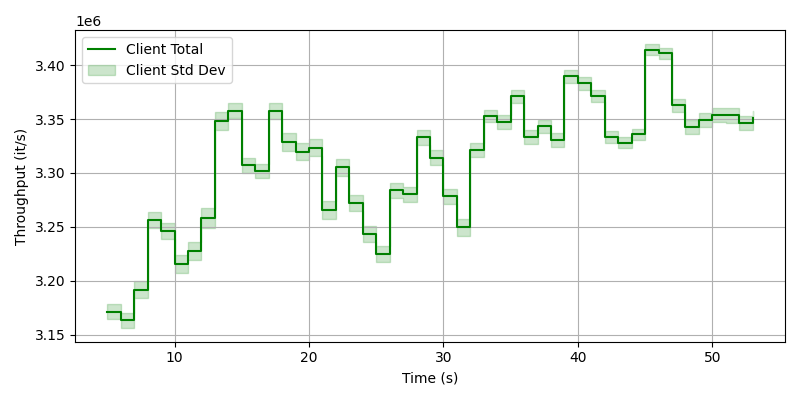 1e6
Client Total
Client Std Dev
3.40
3.35
3.30
3.25
3.20
3.15
Throughput (it/s)
10 20 30 40 50
Time (s)